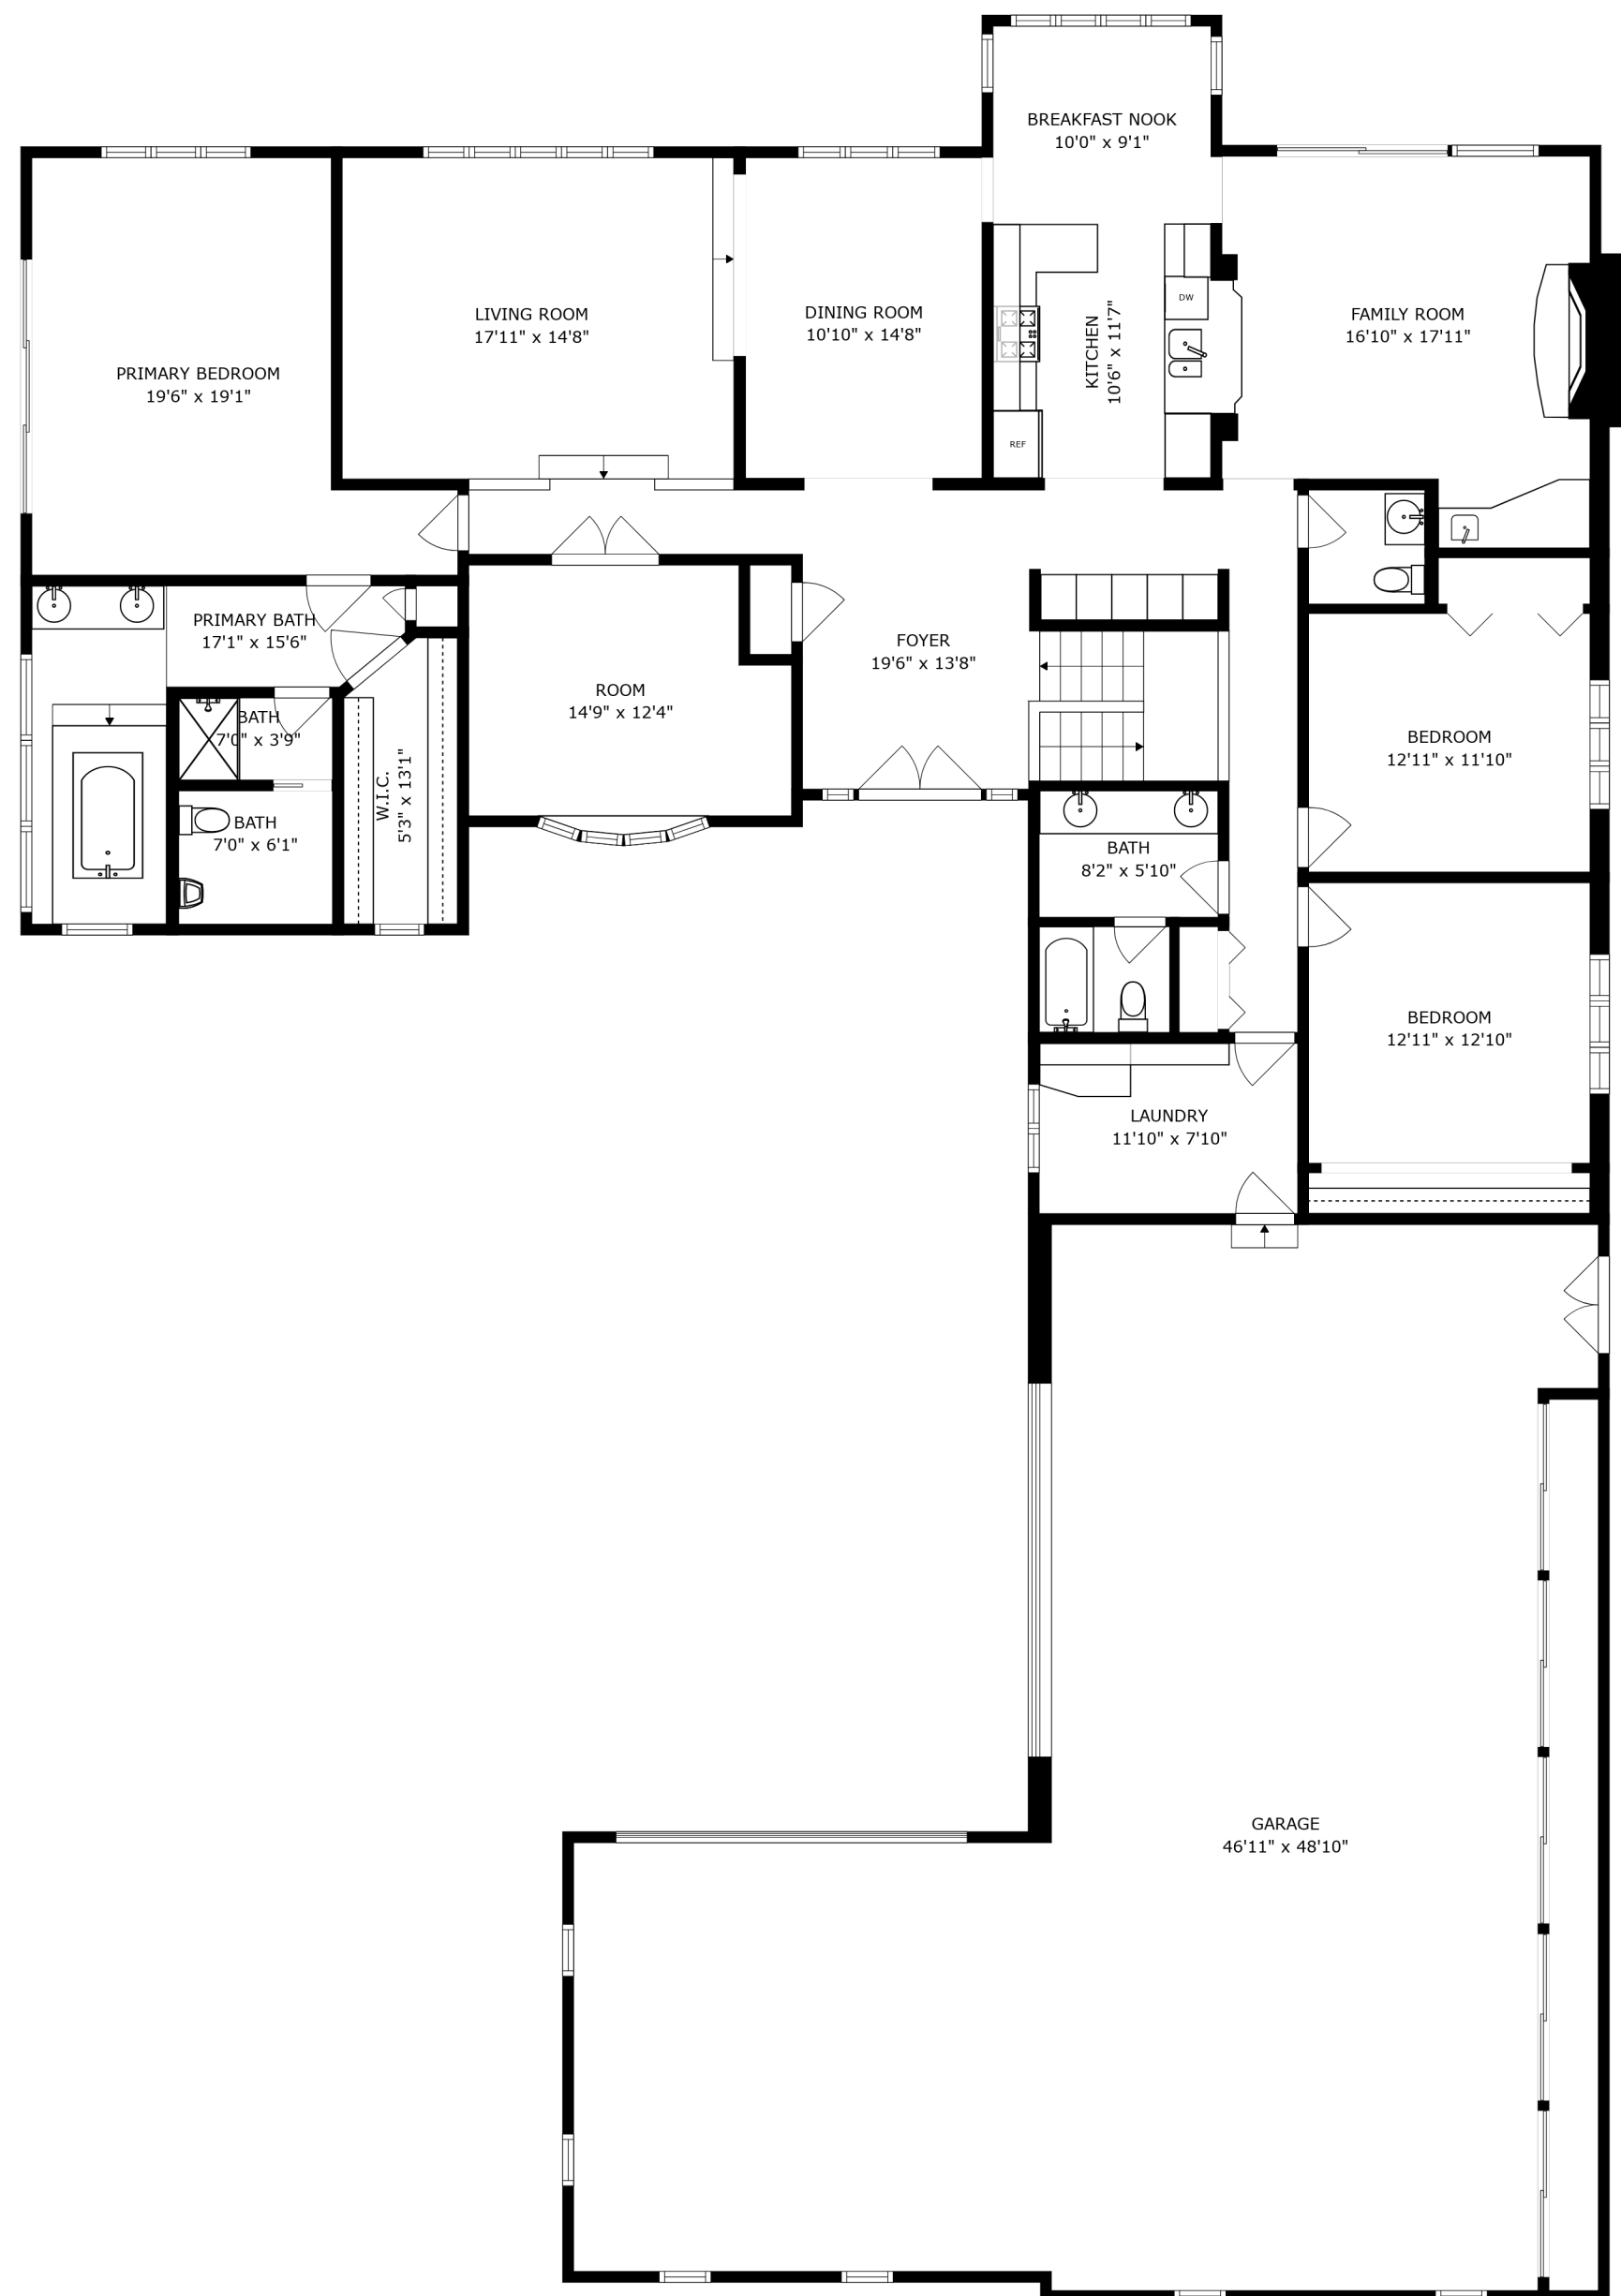 BREAKFAST NOOK
10'0" x 9'1"
LIVING ROOM
17'11" x 14'8"
DINING ROOM
10'10" x 14'8"
DW
KITCHEN
10'6" x 11'7"
FAMILY ROOM
16'10" x 17'11"
PRIMARY BEDROOM
19'6" x 19'1"
REF
PRIMARY BATH
17'1" x 15'6"
FOYER
19'6" x 13'8"
ROOM
14'9" x 12'4"
BATH
7'0" x 3'9"
BEDROOM
12'11" x 11'10"
W.I.C.
5'3" x 13'1"
BATH
7'0" x 6'1"
BATH
8'2" x 5'10"
BEDROOM
12'11" x 12'10"
LAUNDRY
11'10" x 7'10"
GARAGE
46'11" x 48'10"